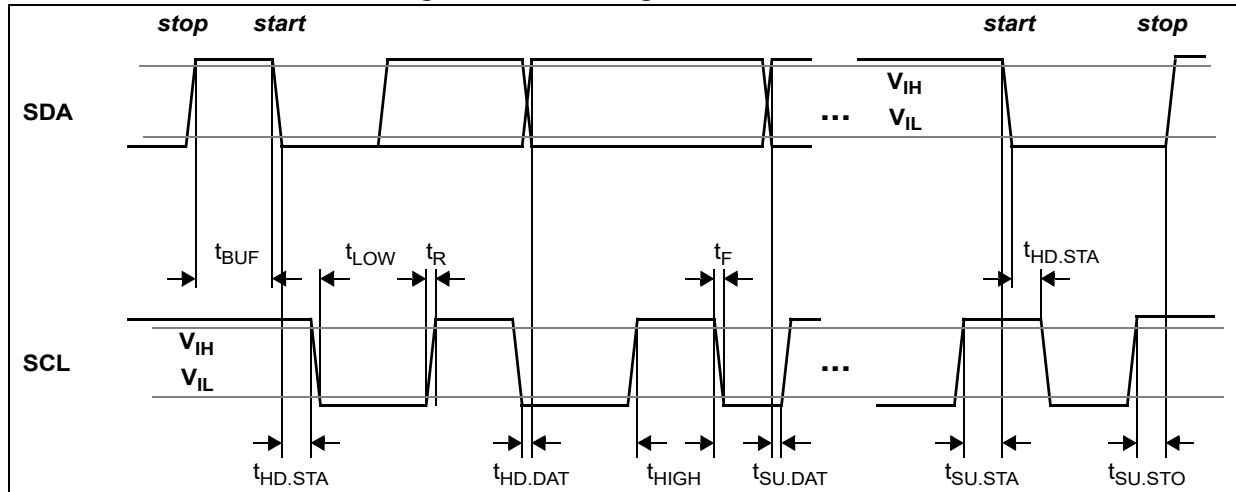 stop start start stop
SDA
V_IH
V_IL
...
t_BUF t_LOW t_R t_F t_HD.STA
SCL
V_IH
V_IL
...
t_HD.STA t_HD.DAT t_HIGH t_SU.DAT t_SU.STA t_SU.STO